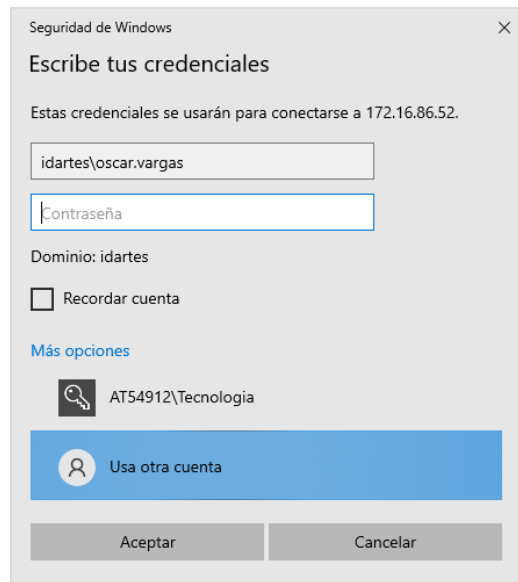 Seguridad de Windows
Escribe tus credenciales
Estas credenciales se usarán para conectarse a 172.16.86.52.
idartes\oscar.vargas
Contraseña
Dominio: idartes
Recordar cuenta
Más opciones
AT54912\Tecnologia
Usa otra cuenta
Aceptar
Cancelar